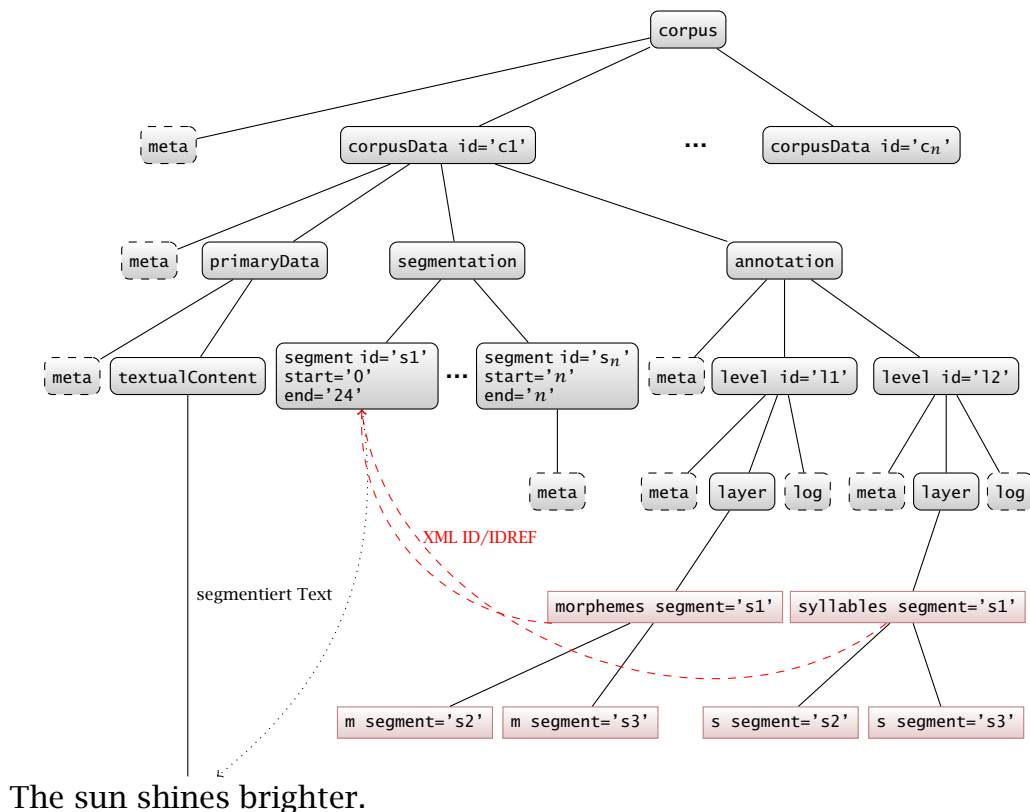 corpus
meta
corpusData id='c1'
...
corpusData id='cn'
meta
primaryData
segmentation
annotation
meta
textualContent
segment id='s1'
start='0'
end='24'
...
segment id='sn'
start='n'
end='n'
meta
level id='l1'
level id='l2'
meta
meta
layer
log
meta
layer
log
XML ID/IDREF
segmentiert Text
morphemes segment='s1'
syllables segment='s1'
m segment='s2'
m segment='s3'
s segment='s2'
s segment='s3'
The sun shines brighter.